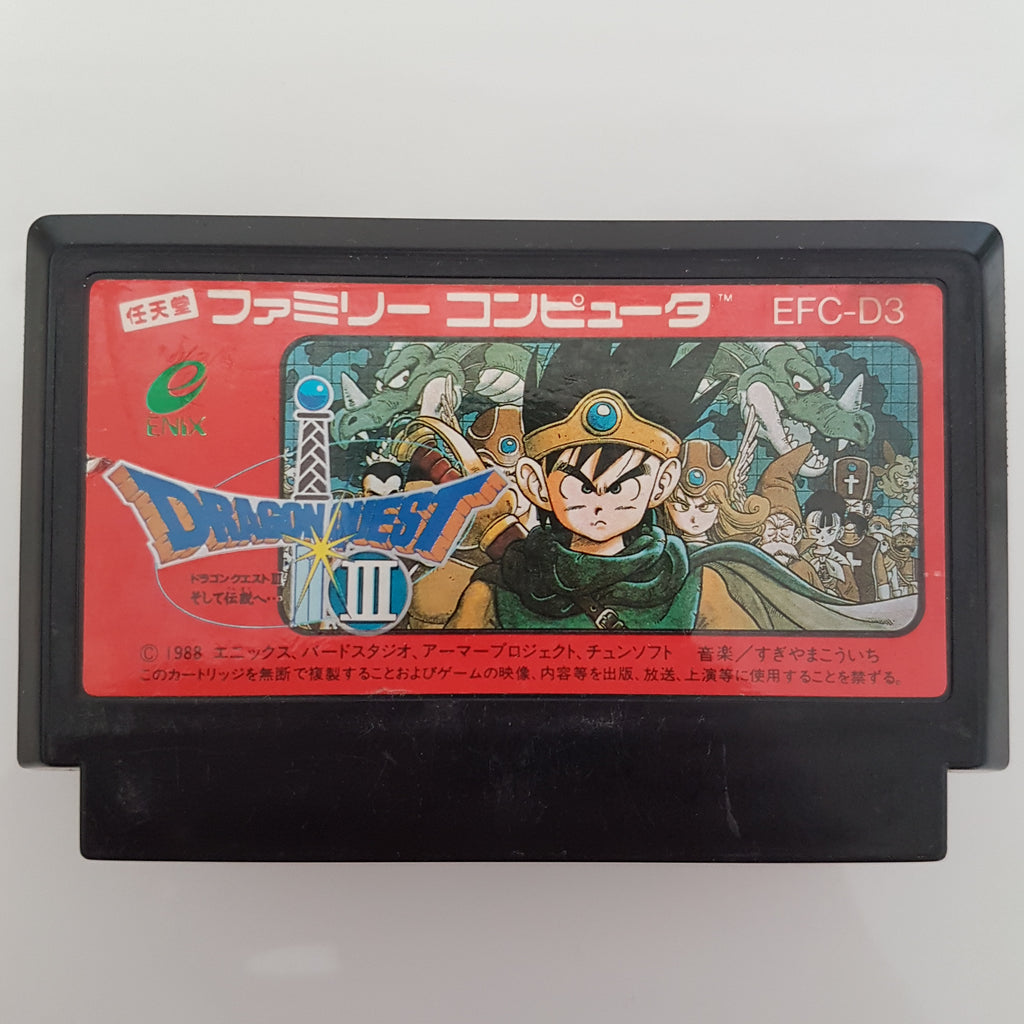 任天堂 ファミリー コンピュータ™ EFC-D3
ENIX
DRAGON QUEST
III
ドラゴンクエストIII
そして伝説へ…
© 1988 エニックス、バードスタジオ、アーマープロジェクト、チュンソフト 音楽／すぎやまこういち
このカートリッジを無断で複製することおよびゲームの映像、内容等を出版、放送、上演等に使用することを禁ずる。